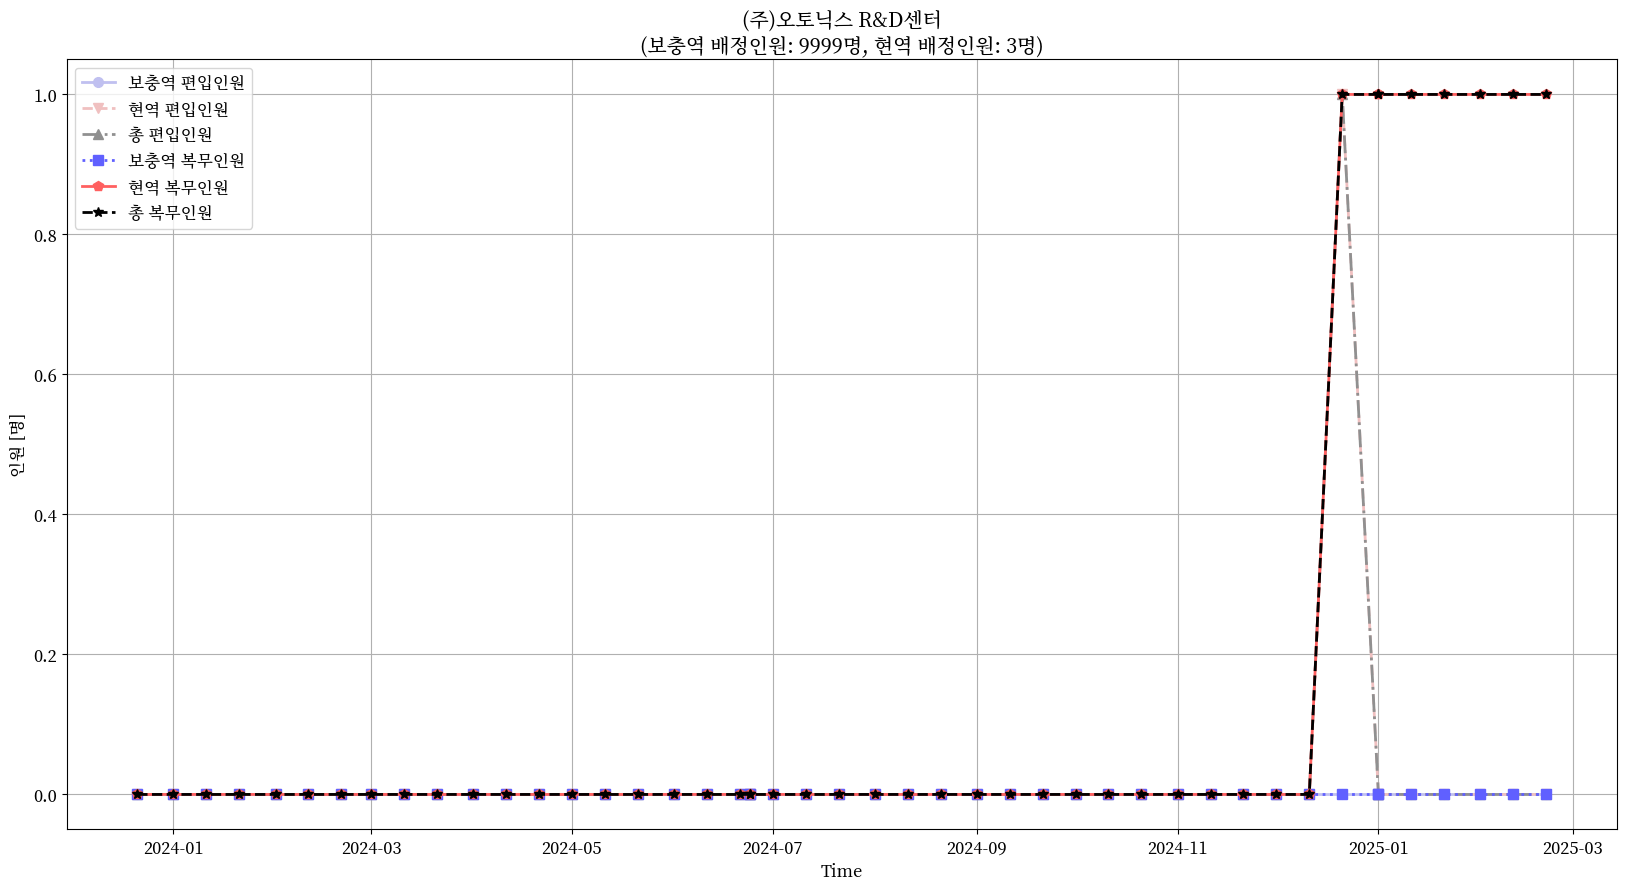 (주)오토닉스 R&D센터
(보충역 배정인원: 9999명, 현역 배정인원: 3명)
보충역 편입인원
현역 편입인원
총 편입인원
보충역 복무인원
현역 복무인원
총 복무인원
인원 [명]
1.0
0.8
0.6
0.4
0.2
0.0
2024-01
2024-03
2024-05
2024-07
2024-09
2024-11
2025-01
2025-03
Time